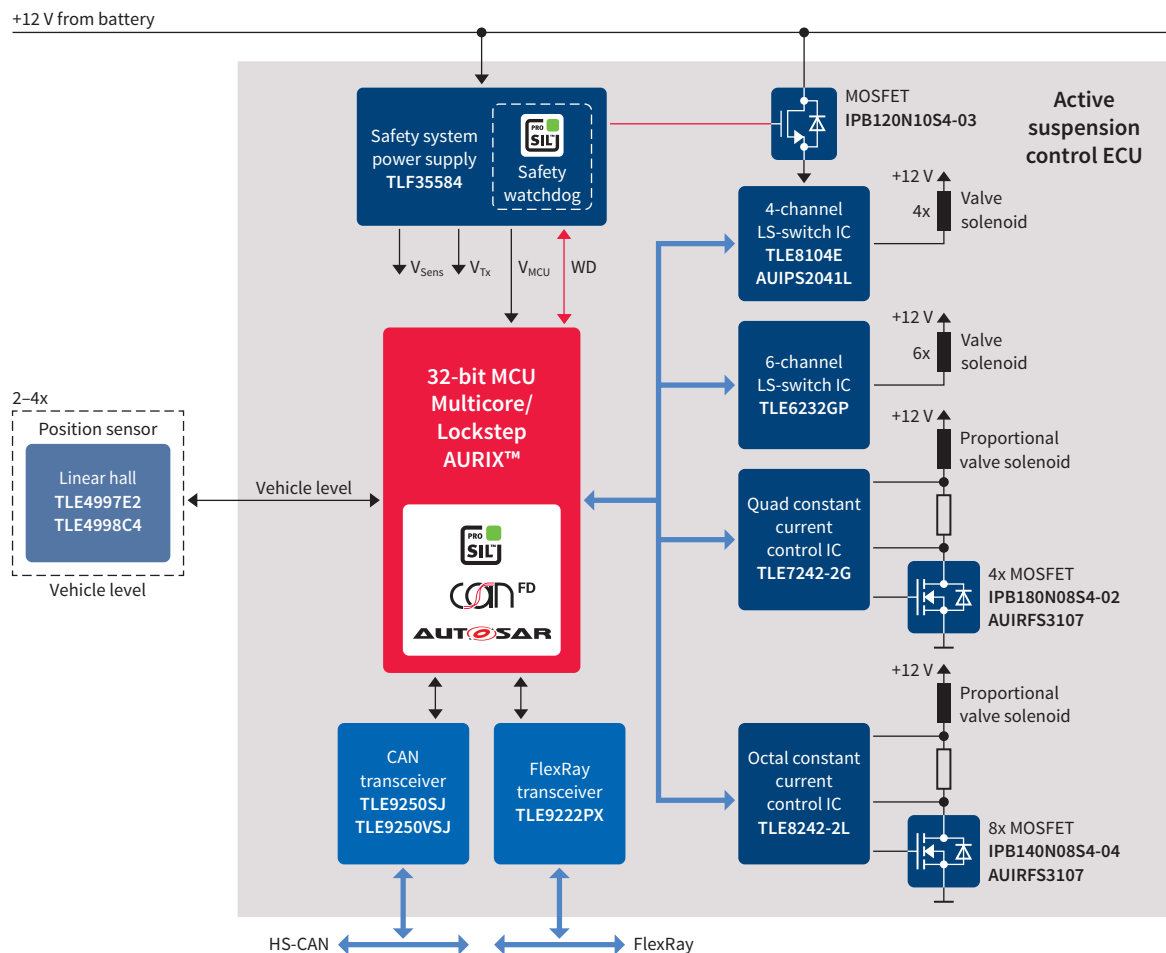 +12 V from battery
Active
suspension
control ECU
Safety system
power supply
TLF35584
PRO
SIL™
Safety
watchdog
MOSFET
IPB120N10S4-03
V_Sens
V_Tx
V_MCU
WD
4-channel
LS-switch IC
TLE8104E
AUIPS2041L
+12 V
4x
Valve
solenoid
6-channel
LS-switch IC
TLE6232GP
+12 V
6x
Valve
solenoid
32-bit MCU
Multicore/
Lockstep
AURIX™
PRO
SIL™
CAN FD
AUTOSAR
2–4x
Position sensor
Linear hall
TLE4997E2
TLE4998C4
Vehicle level
Vehicle level
Quad constant
current
control IC
TLE7242-2G
+12 V
Proportional
valve solenoid
4x MOSFET
IPB180N08S4-02
AUIRFS3107
Octal constant
current
control IC
TLE8242-2L
+12 V
Proportional
valve solenoid
8x MOSFET
IPB140N08S4-04
AUIRFS3107
CAN
transceiver
TLE9250SJ
TLE9250VSJ
FlexRay
transceiver
TLE9222PX
HS-CAN
FlexRay